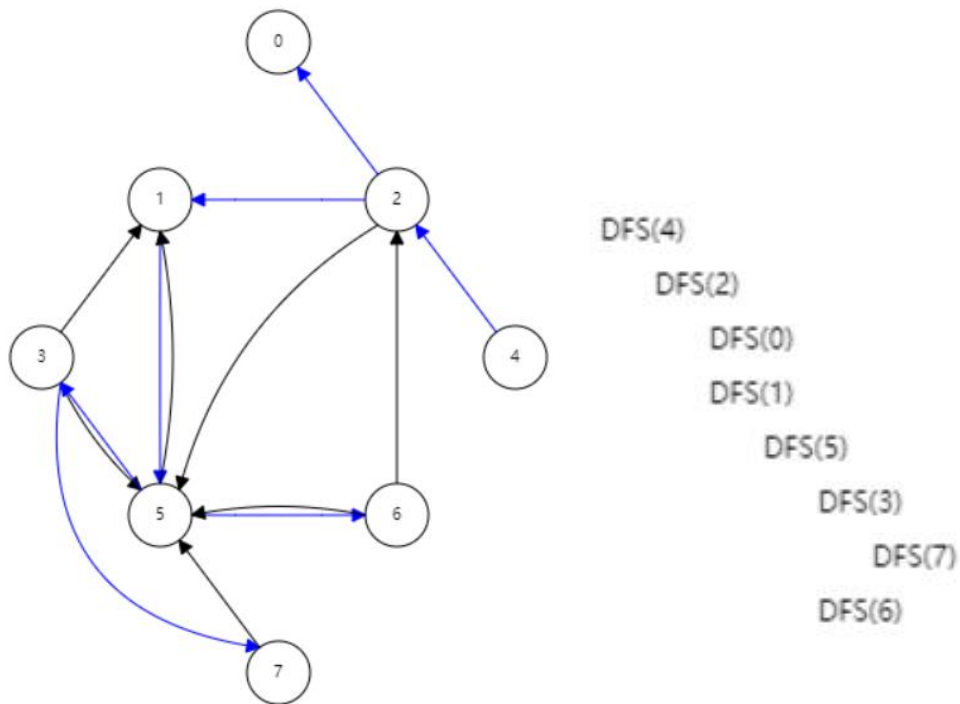 0
1
2
3
4
5
6
7
DFS(4)
DFS(2)
DFS(0)
DFS(1)
DFS(5)
DFS(3)
DFS(7)
DFS(6)